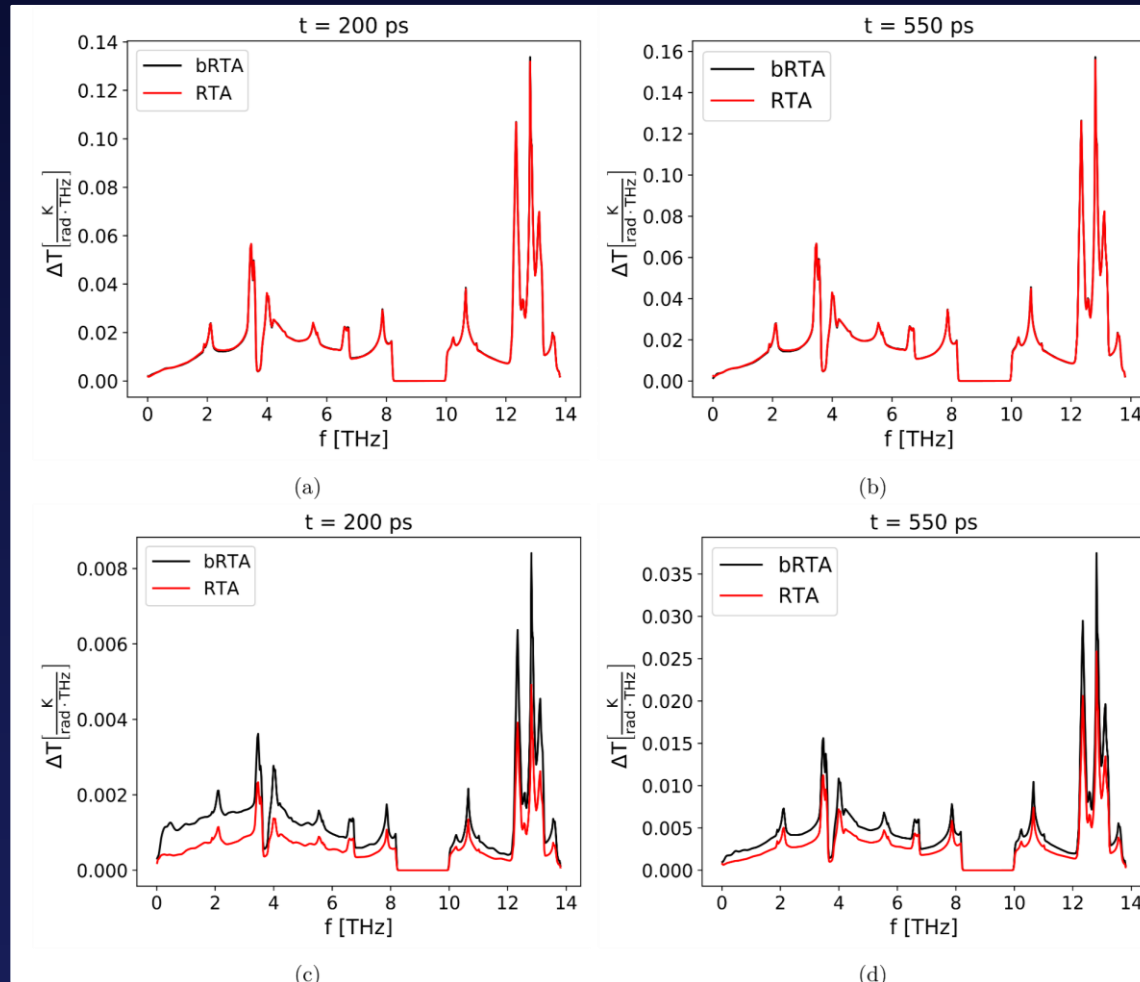 t = 200 ps
ΔT[K/rad · THz]
0.14
0.12
0.10
0.08
0.06
0.04
0.02
0.00
bRTA
RTA
0 2 4 6 8 10 12 14
f [THz]
(a)
t = 550 ps
ΔT[K/rad · THz]
0.16
0.14
0.12
0.10
0.08
0.06
0.04
0.02
0.00
bRTA
RTA
0 2 4 6 8 10 12 14
f [THz]
(b)
t = 200 ps
ΔT[K/rad · THz]
0.008
0.006
0.004
0.002
0.000
bRTA
RTA
0 2 4 6 8 10 12 14
f [THz]
(c)
t = 550 ps
ΔT[K/rad · THz]
0.035
0.030
0.025
0.020
0.015
0.010
0.005
0.000
bRTA
RTA
0 2 4 6 8 10 12 14
f [THz]
(d)